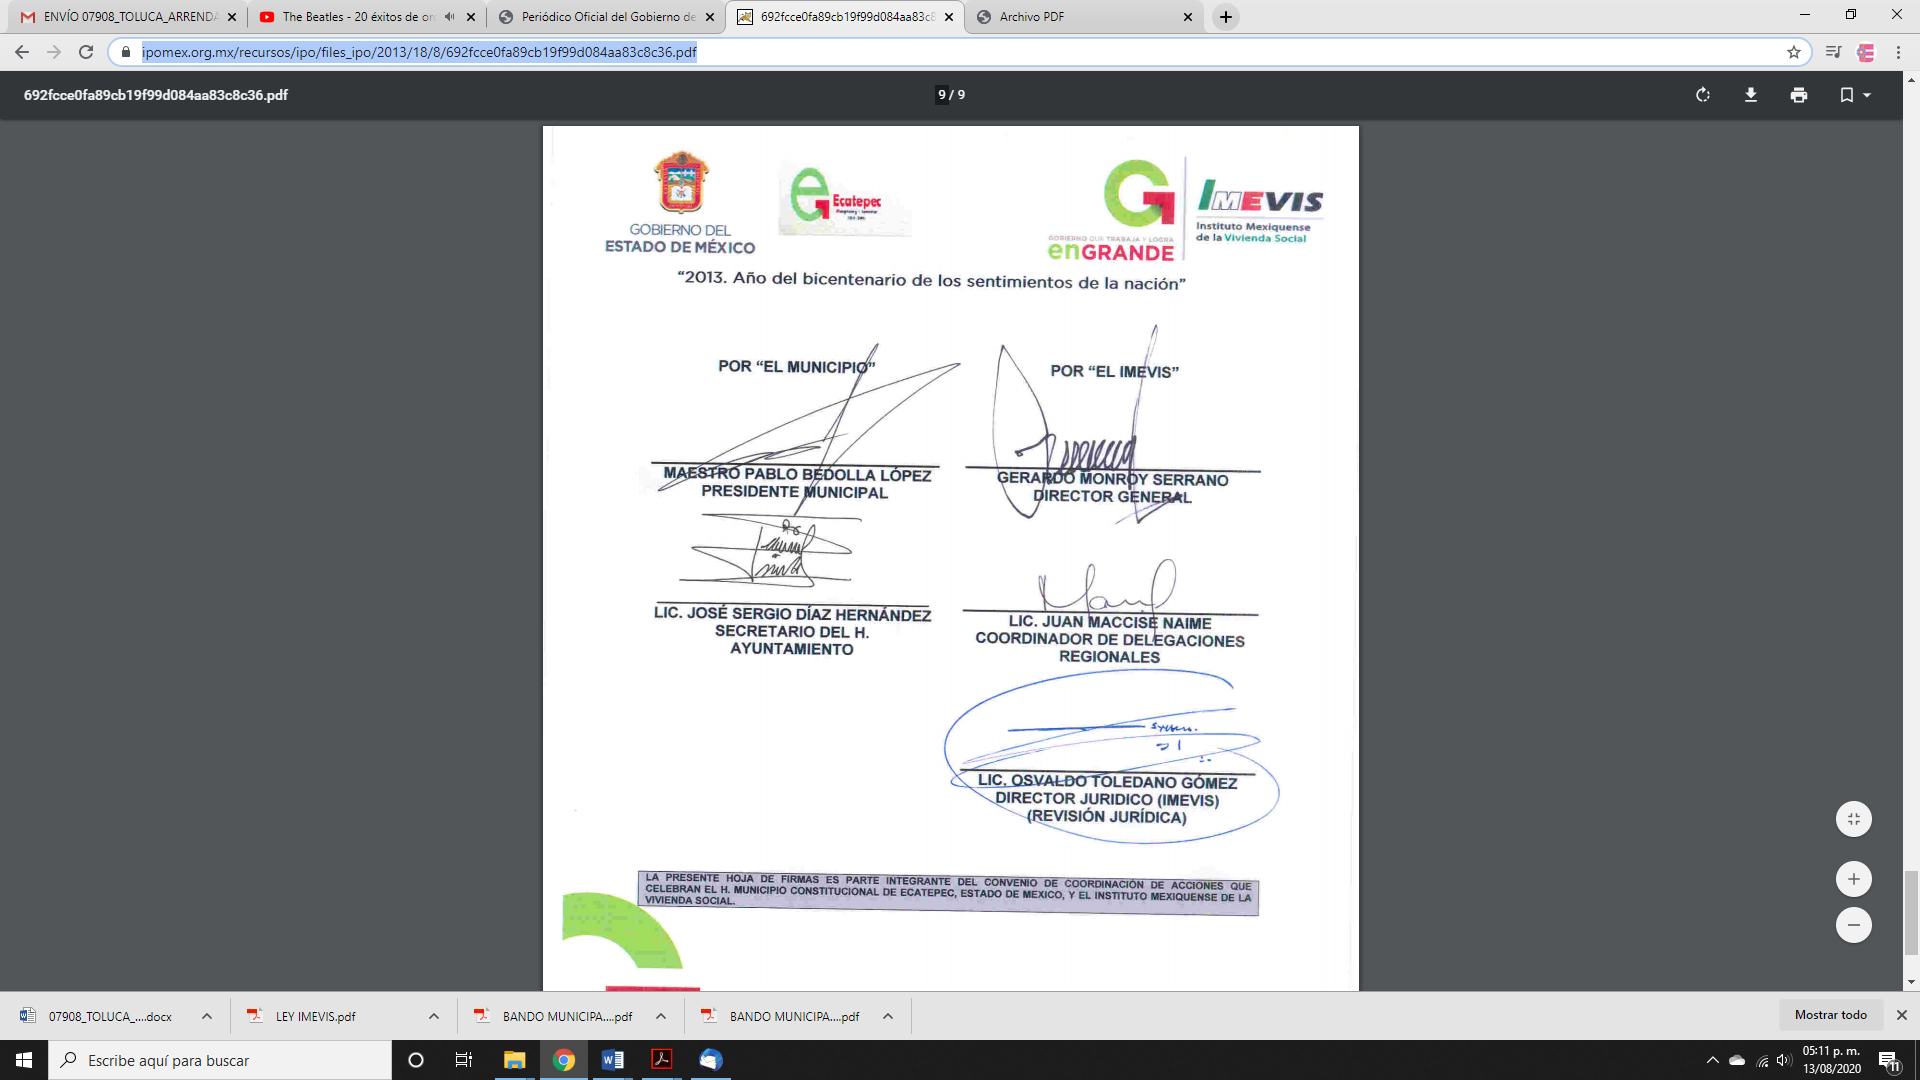 ENVÍO 07908_TOLUCA_ARREND
The Beatles - 20 éxitos de or
Periódico Oficial del Gobierno de
692fcce0fa89cb19f99d084aa83c8
Archivo PDF
ipomex.org.mx/recursos/ipo/files_ipo/2013/18/8/692fcce0fa89cb19f99d084aa83c8c36.pdf
692fcce0fa89cb19f99d084aa83c8c36.pdf
9 / 9
GOBIERNO DEL
ESTADO DE MÉXICO
Ecatepec
GOBIERNO QUE TRABAJA Y LOGRA
enGRANDE
IMEVIS
Instituto Mexiquense
de la Vivienda Social
“2013. Año del bicentenario de los sentimientos de la nación”
POR “EL MUNICIPIO”
MAESTRO PABLO BEDOLLA LÓPEZ
PRESIDENTE MUNICIPAL
POR “EL IMEVIS”
GERARDO MONROY SERRANO
DIRECTOR GENERAL
LIC. JOSÉ SERGIO DÍAZ HERNÁNDEZ
SECRETARIO DEL H.
AYUNTAMIENTO
LIC. JUAN MACCISE NAIME
COORDINADOR DE DELEGACIONES
REGIONALES
LIC. OSVALDO TOLEDANO GÓMEZ
DIRECTOR JURIDICO (IMEVIS)
(REVISIÓN JURÍDICA)
LA PRESENTE HOJA DE FIRMAS ES PARTE INTEGRANTE DEL CONVENIO DE COORDINACIÓN DE ACCIONES QUE
CELEBRAN EL H. MUNICIPIO CONSTITUCIONAL DE ECATEPEC, ESTADO DE MEXICO, Y EL INSTITUTO MEXIQUENSE DE LA
VIVIENDA SOCIAL.
07908_TOLUCA_....docx
LEY IMEVIS.pdf
BANDO MUNICIPA....pdf
BANDO MUNICIPA....pdf
Mostrar todo
Escribe aquí para buscar
05:11 p. m.
13/08/2020
11